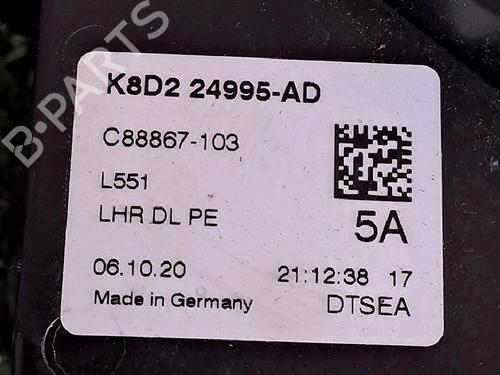 B-PARTS
K8D2 24995-AD
C88867-103
L551
LHR DL PE
5A
06.10.20 21:12:38 17
Made in Germany DTSEA